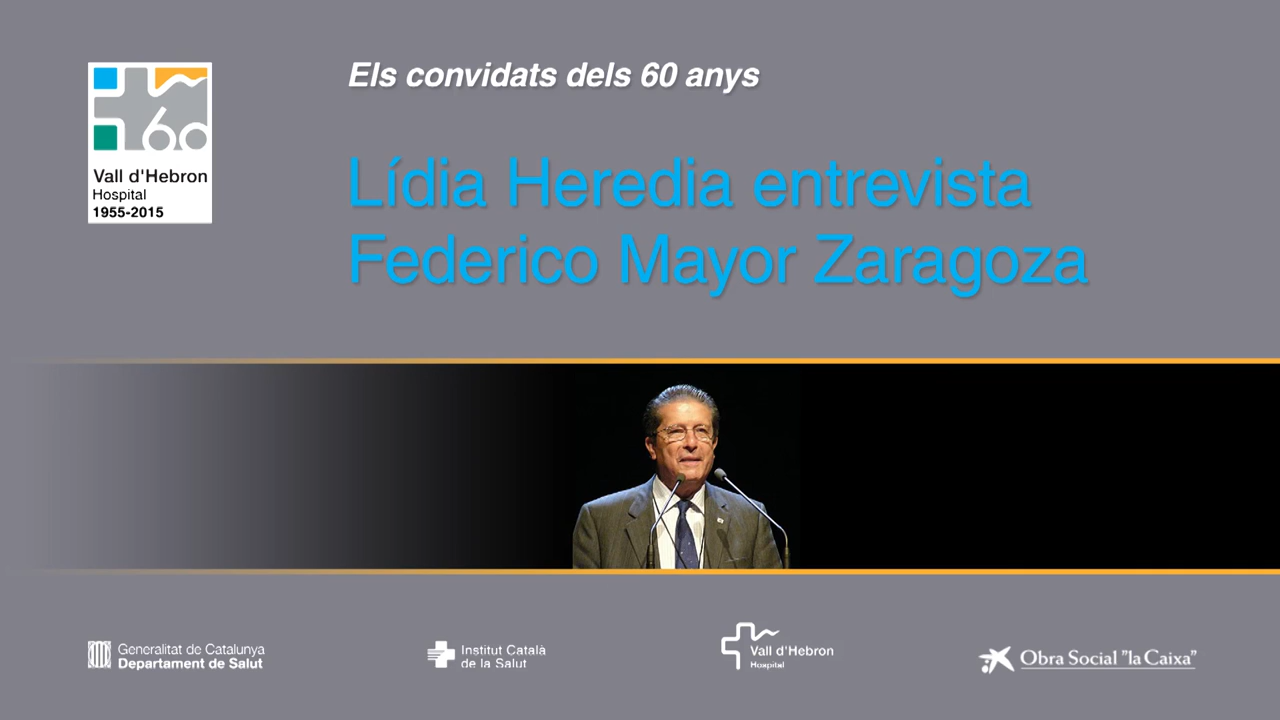 Els convidats dels 60 anys
60
Vall d'Hebron
Hospital
1955-2015
Lídia Heredia entrevista
Federico Mayor Zaragoza
Generalitat de Catalunya
Departament de Salut
Institut Català
de la Salut
Vall d'Hebron
Hospital
Obra Social "la Caixa"